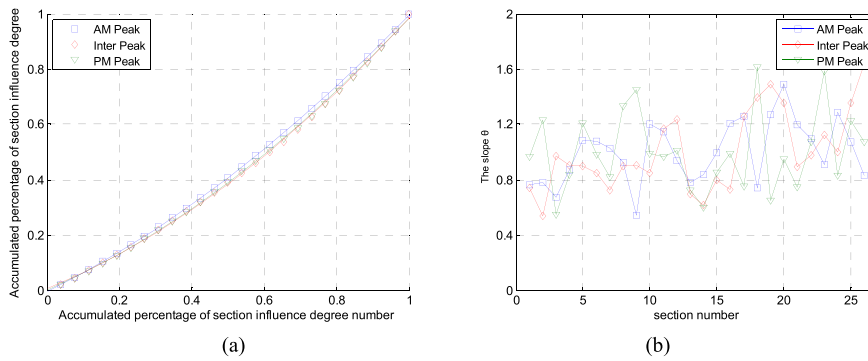 Accumulated percentage of section influence degree
1
0.8
0.6
0.4
0.2
0
AM Peak
Inter Peak
PM Peak
0 0.2 0.4 0.6 0.8 1
Accumulated percentage of section influence degree number
(a)
The slope θ
2
1.6
1.2
0.8
0.4
0
AM Peak
Inter Peak
PM Peak
0 5 10 15 20 25
section number
(b)